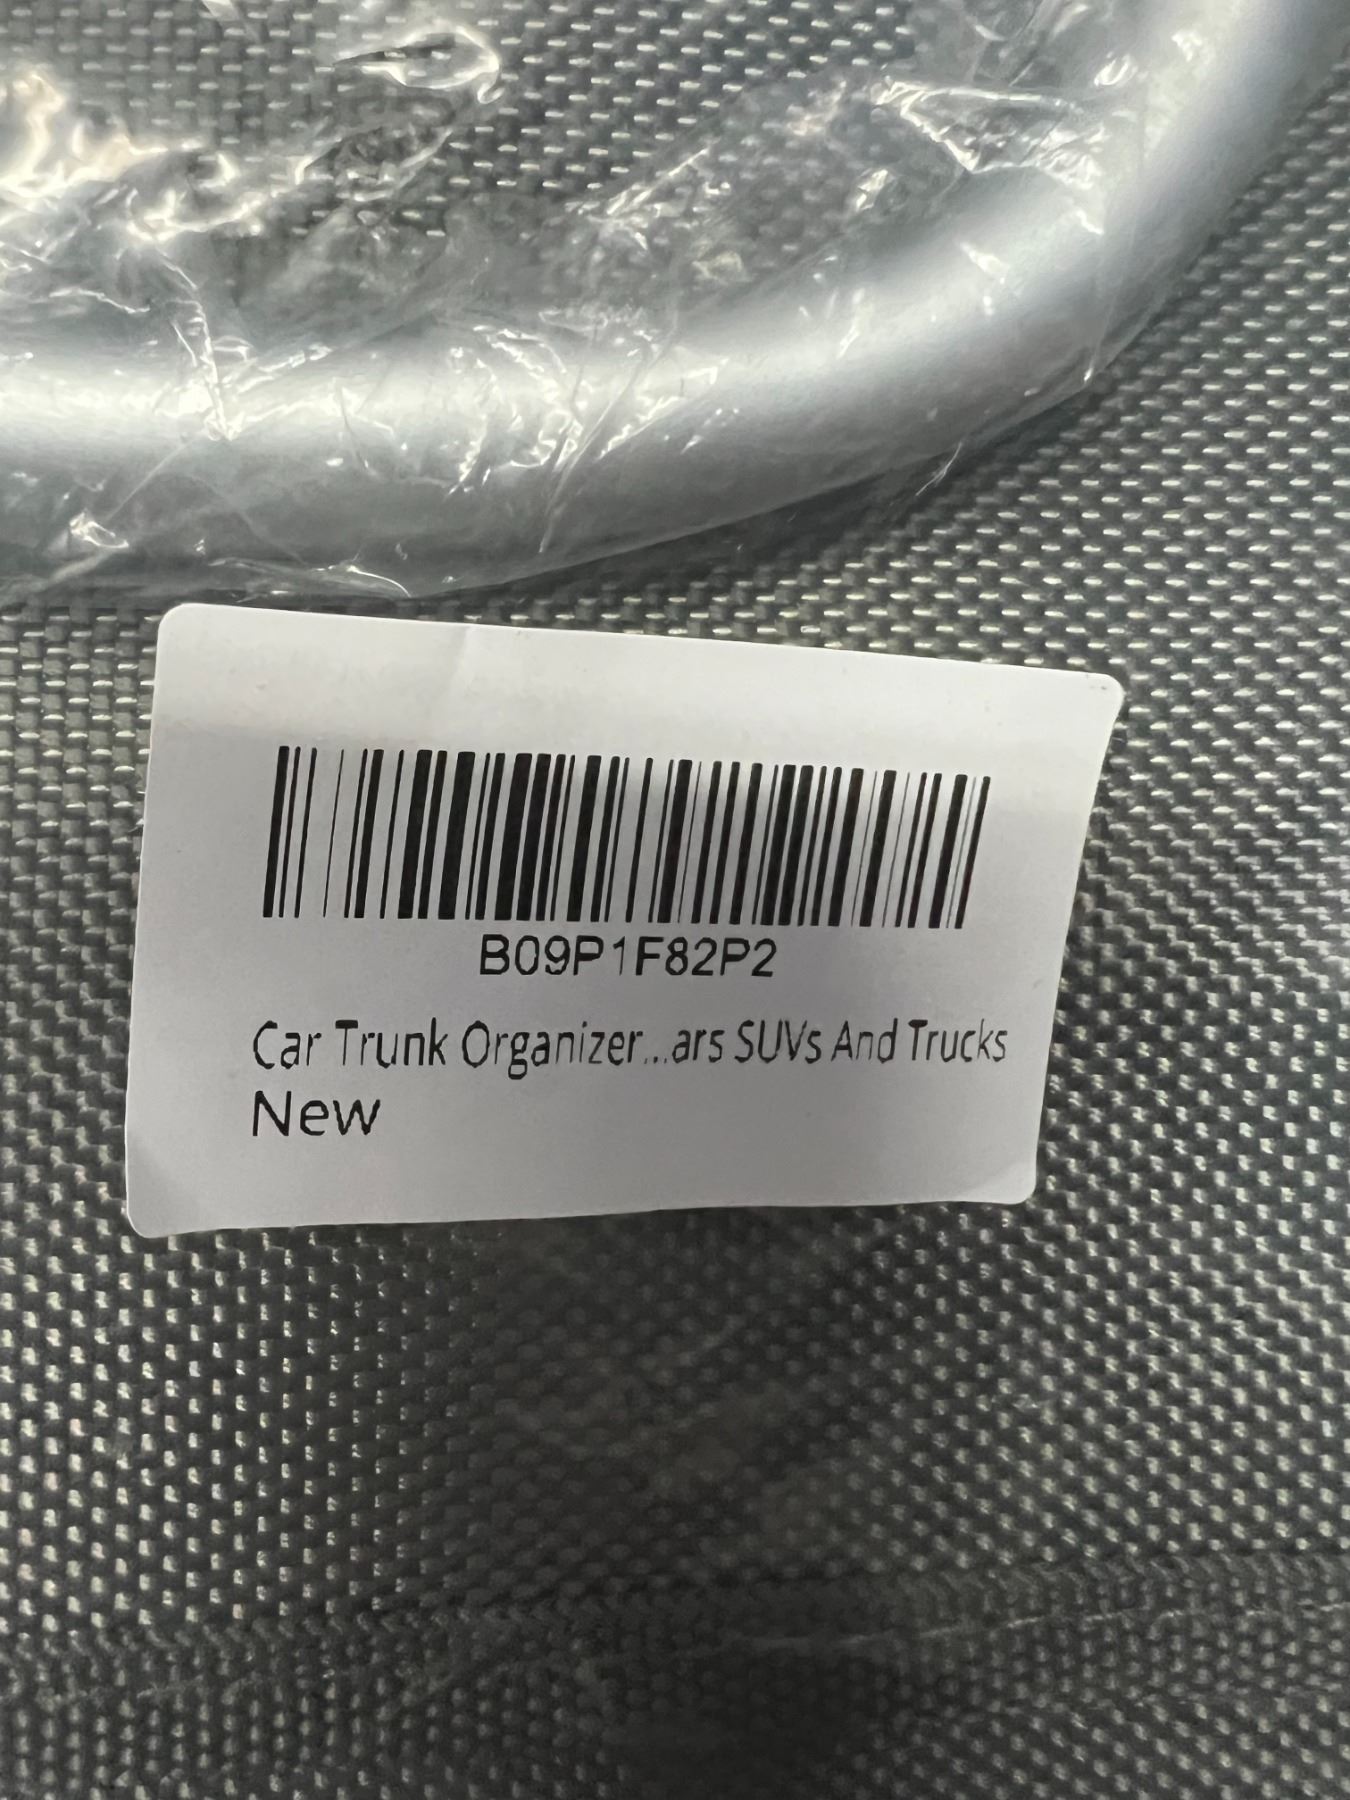 B09P1F82P2
Car Trunk Organizer...ars SUVs And Trucks
New